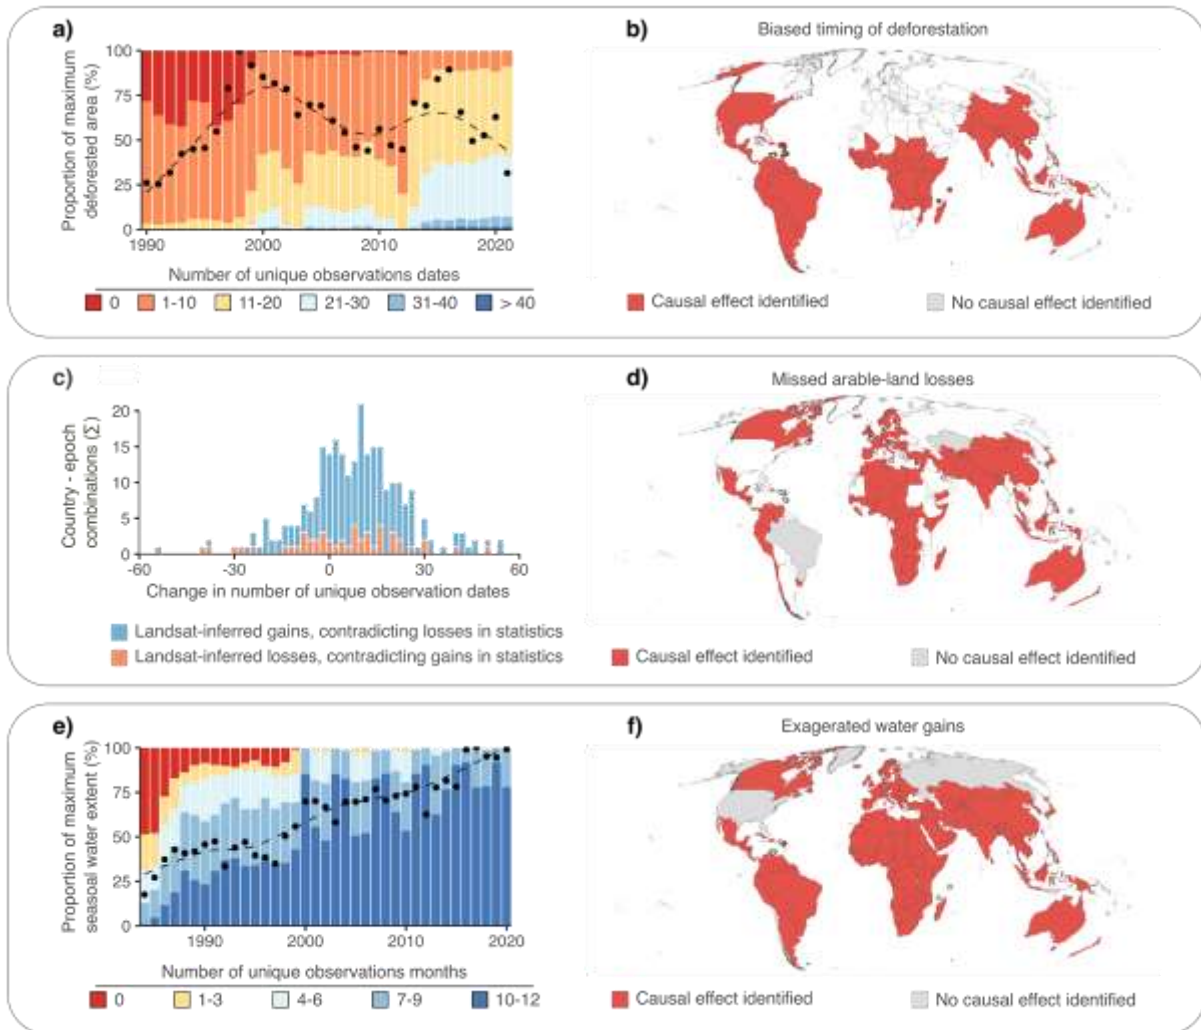 a)
Proportion of maximum
deforested area (%)
100
75
50
25
0
1990
2000
2010
2020
Number of unique observations dates
0
1-10
11-20
21-30
31-40
> 40
b)
Biased timing of deforestation
Causal effect identified
No causal effect identified
c)
Country - epoch
combinations (Σ)
20
15
10
5
0
-60
-30
0
30
60
Change in number of unique observation dates
Landsat-inferred gains, contradicting losses in statistics
Landsat-inferred losses, contradicting gains in statistics
d)
Missed arable-land losses
Causal effect identified
No causal effect identified
e)
Proportion of maximum
seasoal water extent (%)
100
75
50
25
0
1990
2000
2010
2020
Number of unique observations months
0
1-3
4-6
7-9
10-12
f)
Exagerated water gains
Causal effect identified
No causal effect identified